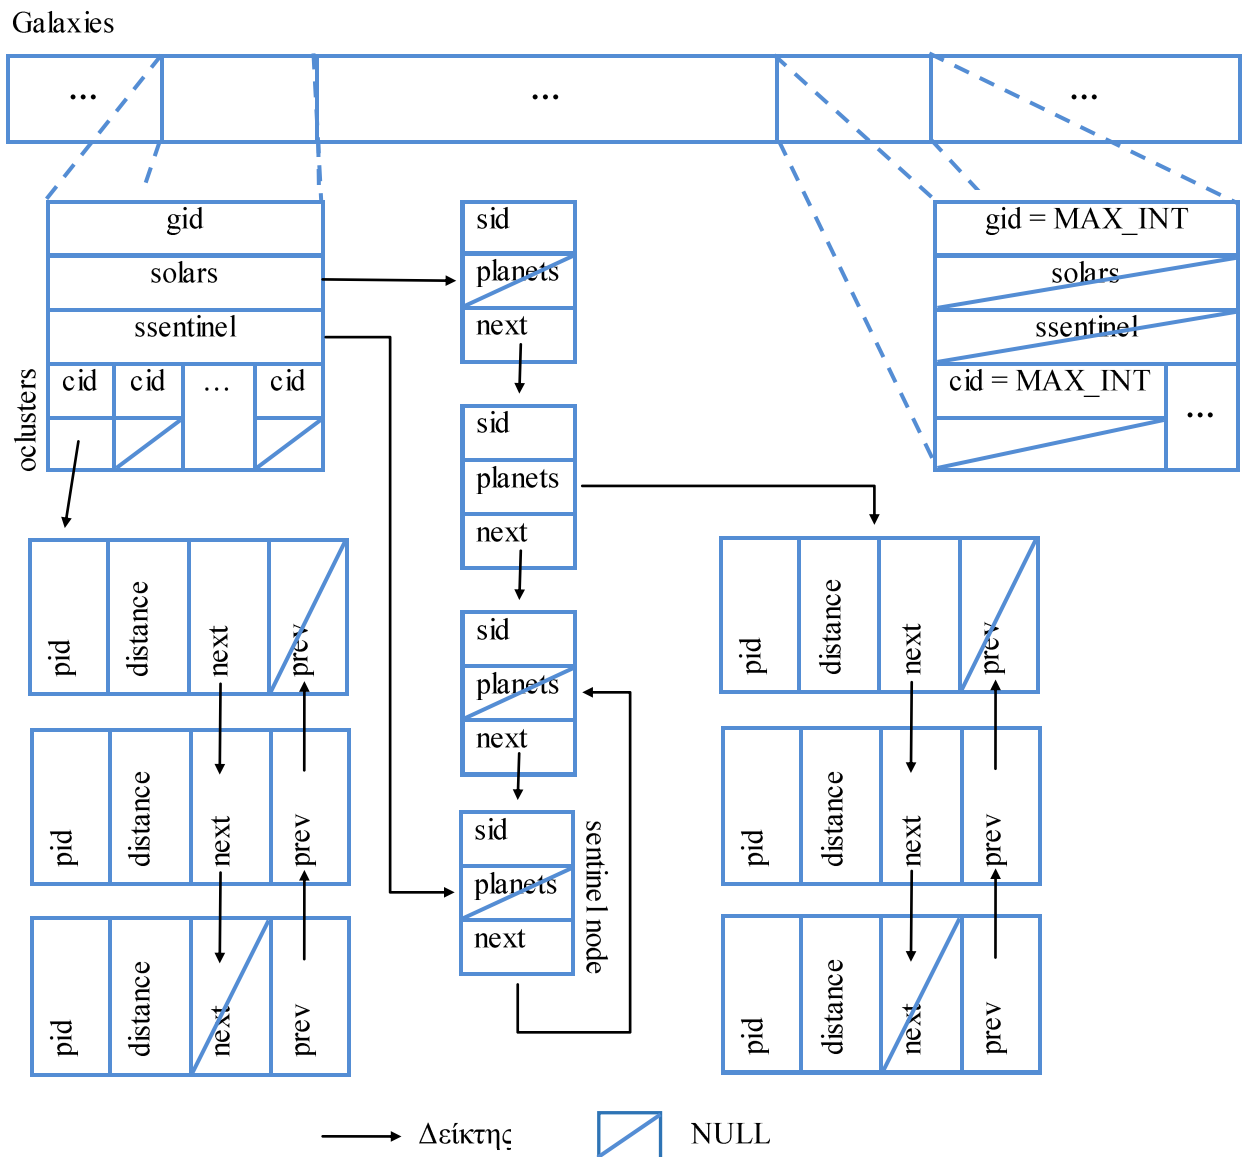 Galaxies
... ... ...
gid
solars
ssentinel
oclusters
cid cid ... cid
sid
planets
next
gid = MAX_INT
solars
ssentinel
cid = MAX_INT
...
sid
planets
next
sid
planets
next
sid
planets
next
sentinel node
pid distance next prev
pid distance next prev
pid distance next prev
pid distance next prev
pid distance next prev
pid distance next prev
Δείκτης
NULL